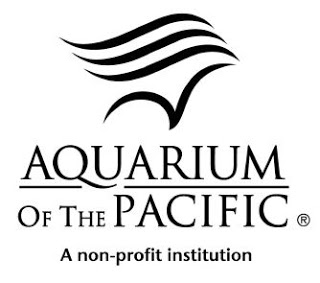 AQUARIUM
OF THE PACIFIC ®
A non-profit institution